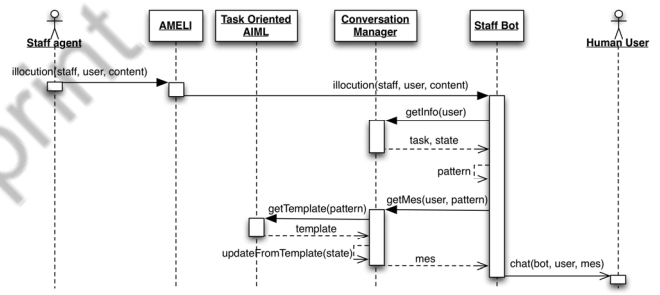 Staff agent
AMELI
Task Oriented
AIML
Conversation
Manager
Staff Bot
Human User
illocution(staff, user, content)
illocution(staff, user, content)
getInfo(user)
task, state
pattern
getMes(user, pattern)
getTemplate(pattern)
template
updateFromTemplate(state)
mes
chat(bot, user, mes)
print